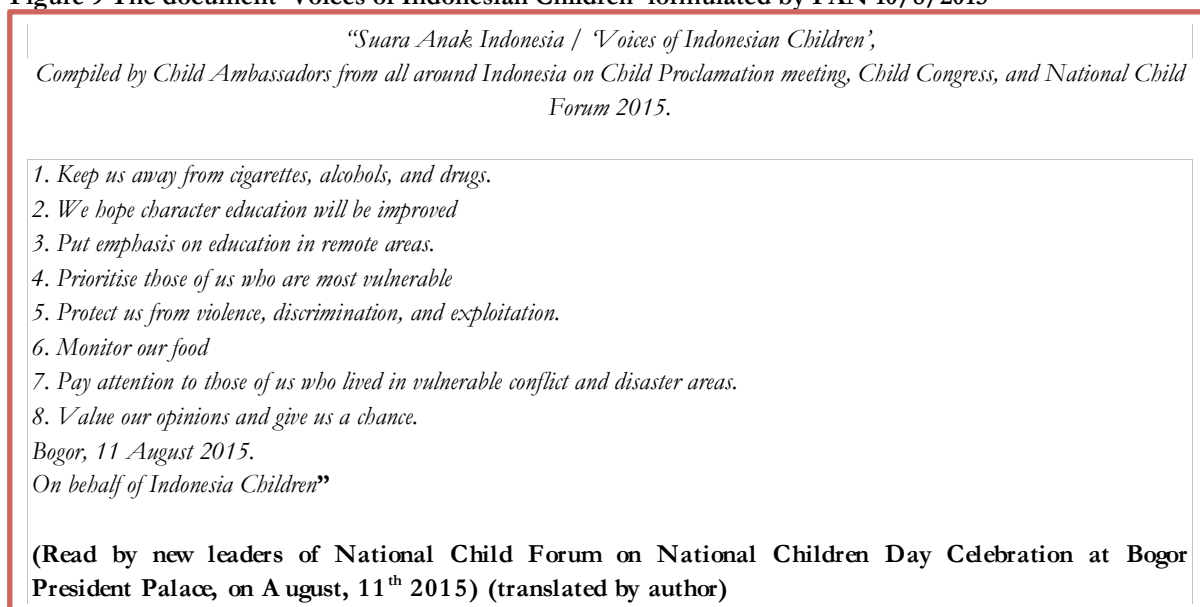 The document ‘Voices of Indonesian Children’ formulated by
“Suara Anak Indonesia / ‘Voices of Indonesian Children’,
Compiled by Child Ambassadors from all around Indonesia on Child Proclamation meeting, Child Congress, and National Child
Forum 2015.
1. Keep us away from cigarettes, alcohols, and drugs.
2. We hope character education will be improved
3. Put emphasis on education in remote areas.
4. Prioritise those of us who are most vulnerable
5. Protect us from violence, discrimination, and exploitation.
6. Monitor our food
7. Pay attention to those of us who lived in vulnerable conflict and disaster areas.
8. Value our opinions and give us a chance.
Bogor, 11 August 2015.
On behalf of Indonesia Children”
(Read by new leaders of National Child Forum on National Children Day Celebration at Bogor
President Palace, on August, 11th 2015) (translated by author)